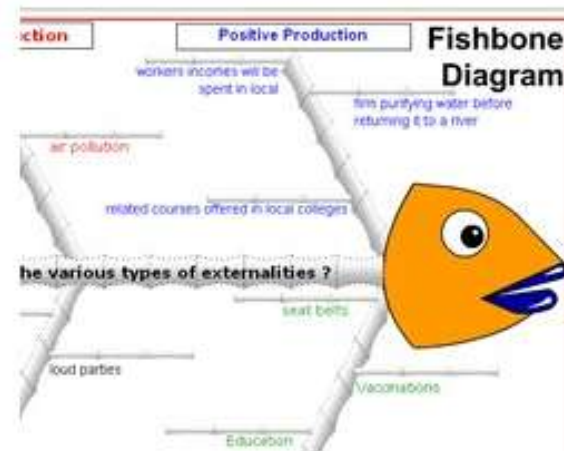 ction
Positive Production
Fishbone
Diagram
workers incomes will be
spent in local
firm purifying water before
returning it to a river
air pollution
related courses offered in local colleges
he various types of externalities ?
seat belts
loud parties
Vaccinations
Education